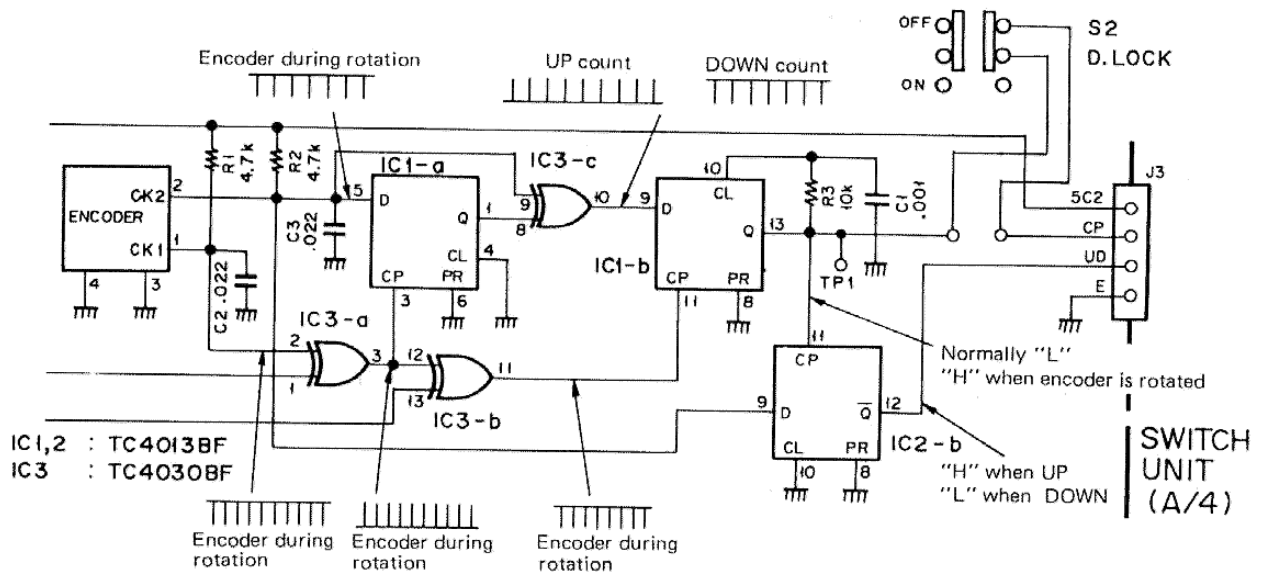 Encoder during rotation
UP count
DOWN count
OFF
ON
S2
D.LOCK
R1
4.7k
R2
4.7k
IC1-a
IC3-c
ENCODER
CK2
2
CK1
1
4
3
C2 .022
C3
.022
5
D
Q
1
CL
4
CP
3
PR
6
9
8
10
9
D
10
CL
Q
13
IC1-b
CP
11
PR
8
R3
10k
C1
.001
TP1
J3
5C2
CP
UD
E
IC3-a
2
1
3
12
13
11
IC3-b
11
CP
9
D
Q
12
CL
10
PR
8
IC2-b
Normally "L"
"H" when encoder is rotated
"H" when UP
"L" when DOWN
SWITCH
UNIT
(A/4)
IC1,2 : TC4013BF
IC3 : TC4030BF
Encoder during
rotation
Encoder during
rotation
Encoder during
rotation